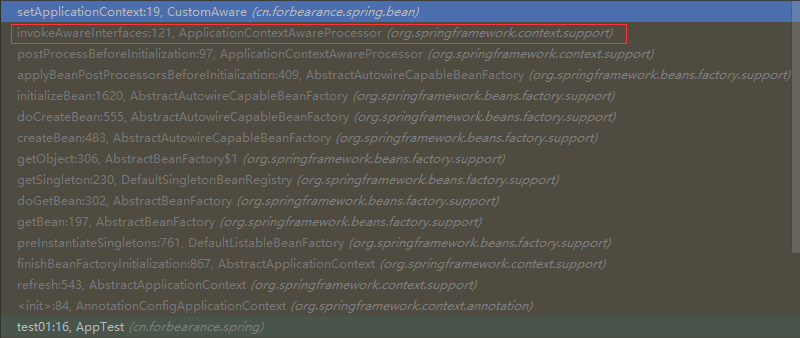 setApplicationContext:19, CustomAware (cn.forbearance.spring.bean)
invokeAwareInterfaces:121, ApplicationContextAwareProcessor (org.springframework.context.support)
postProcessBeforeInitialization:97, ApplicationContextAwareProcessor (org.springframework.context.support)
applyBeanPostProcessorsBeforeInitialization:409, AbstractAutowireCapableBeanFactory (org.springframework.beans.factory.support)
initializeBean:1620, AbstractAutowireCapableBeanFactory (org.springframework.beans.factory.support)
doCreateBean:555, AbstractAutowireCapableBeanFactory (org.springframework.beans.factory.support)
createBean:483, AbstractAutowireCapableBeanFactory (org.springframework.beans.factory.support)
getObject:306, AbstractBeanFactory$1 (org.springframework.beans.factory.support)
getSingleton:230, DefaultSingletonBeanRegistry (org.springframework.beans.factory.support)
doGetBean:302, AbstractBeanFactory (org.springframework.beans.factory.support)
getBean:197, AbstractBeanFactory (org.springframework.beans.factory.support)
preInstantiateSingletons:761, DefaultListableBeanFactory (org.springframework.beans.factory.support)
finishBeanFactoryInitialization:867, AbstractApplicationContext (org.springframework.context.support)
refresh:543, AbstractApplicationContext (org.springframework.context.support)
<init>:84, AnnotationConfigApplicationContext (org.springframework.context.annotation)
test01:16, AppTest (cn.forbearance.spring)